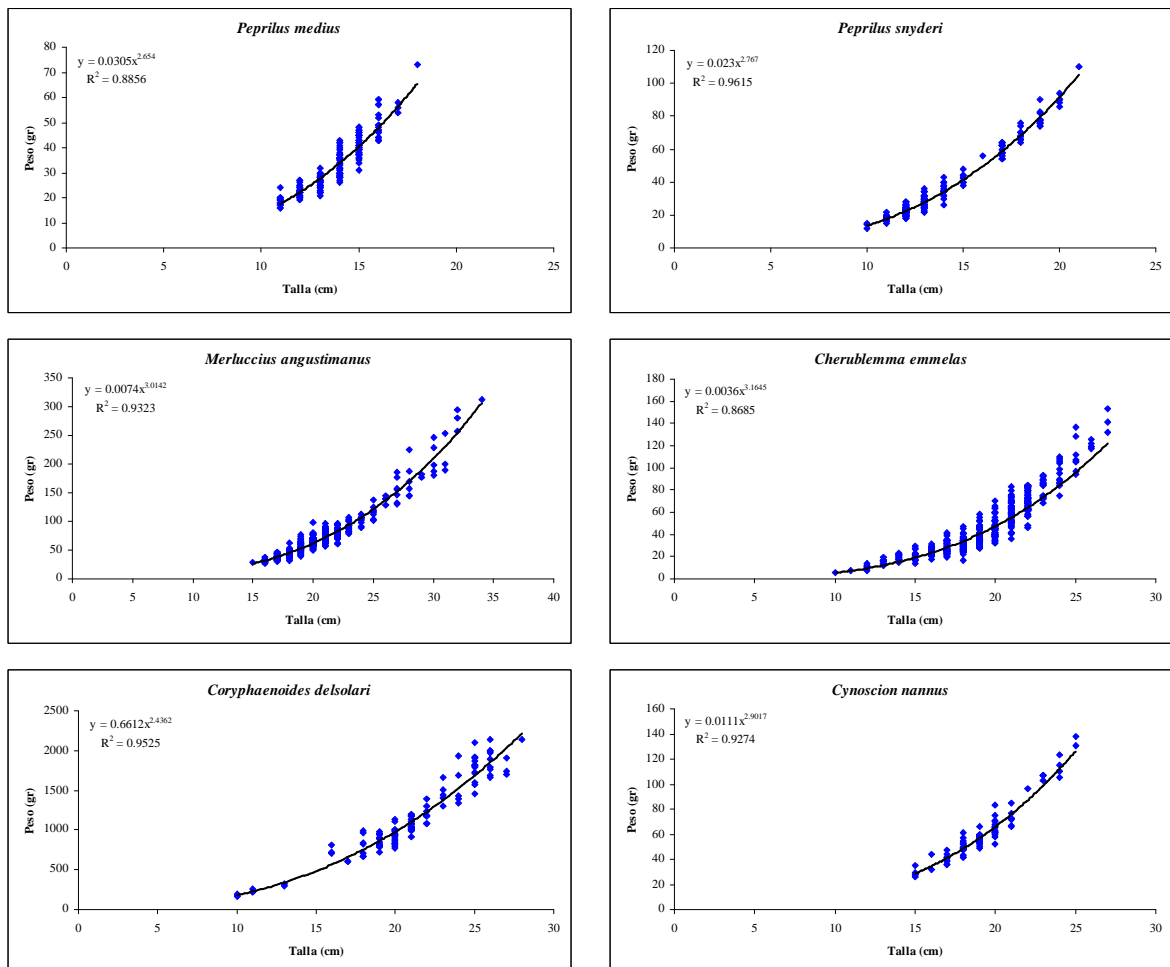 Peprilus medius
y = 0.0305x^2.654
R² = 0.8856
Peso (gr)
80
70
60
50
40
30
20
10
0
0 5 10 15 20 25
Talla (cm)
Peprilus snyderi
y = 0.023x^2.767
R² = 0.9615
Peso (gr)
120
100
80
60
40
20
0
0 5 10 15 20 25
Talla (cm)
Merluccius angustimanus
y = 0.0074x^3.0142
R² = 0.9323
Peso (gr)
350
300
250
200
150
100
50
0
0 5 10 15 20 25 30 35 40
Talla (cm)
Cherublemma emmelas
y = 0.0036x^3.1645
R² = 0.8685
Peso (gr)
180
160
140
120
100
80
60
40
20
0
0 5 10 15 20 25 30
Talla (cm)
Coryphaenoides delsolari
y = 0.6612x^2.4362
R² = 0.9525
Peso (gr)
2500
2000
1500
1000
500
0
0 5 10 15 20 25 30
Talla (cm)
Cynoscion nannus
y = 0.0111x^2.9017
R² = 0.9274
Peso (gr)
160
140
120
100
80
60
40
20
0
0 5 10 15 20 25 30
Talla (cm)